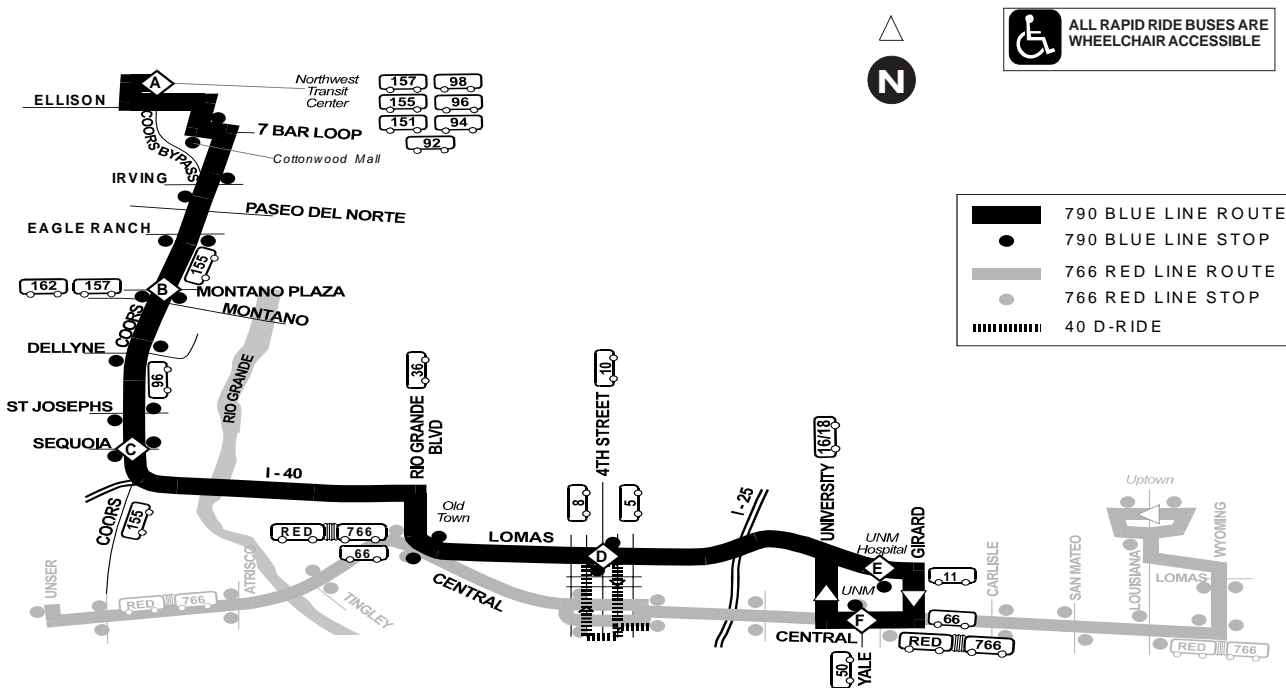 ALL RAPID RIDE BUSES ARE
WHEELCHAIR ACCESSIBLE
N
A
Northwest
Transit
Center
157
98
155
96
151
94
92
ELLISON
7 BAR LOOP
Cottonwood Mall
COORS BYPASS
IRVING
PASEO DEL NORTE
EAGLE RANCH
155
162
157
B
MONTANO PLAZA
MONTANO
COORS
DELLYNE
96
RIO GRANDE
ST JOSEPHS
SEQUOIA
C
I - 40
COORS
155
790 BLUE LINE ROUTE
790 BLUE LINE STOP
766 RED LINE ROUTE
766 RED LINE STOP
40 D-RIDE
36
RIO GRANDE
BLVD
10
4TH STREET
16/18
UNIVERSITY
8
5
I - 25
Old
Town
LOMAS
D
RED
766
66
CENTRAL
UNM
Hospital
GIRARD
E
11
UNM
F
66
CENTRAL
RED
766
50
YALE
UNSER
RED
766
ATRISCO
TINGLEY
CARLISLE
SAN MATEO
LOUISIANA
Uptown
WYOMING
LOMAS
RED
766